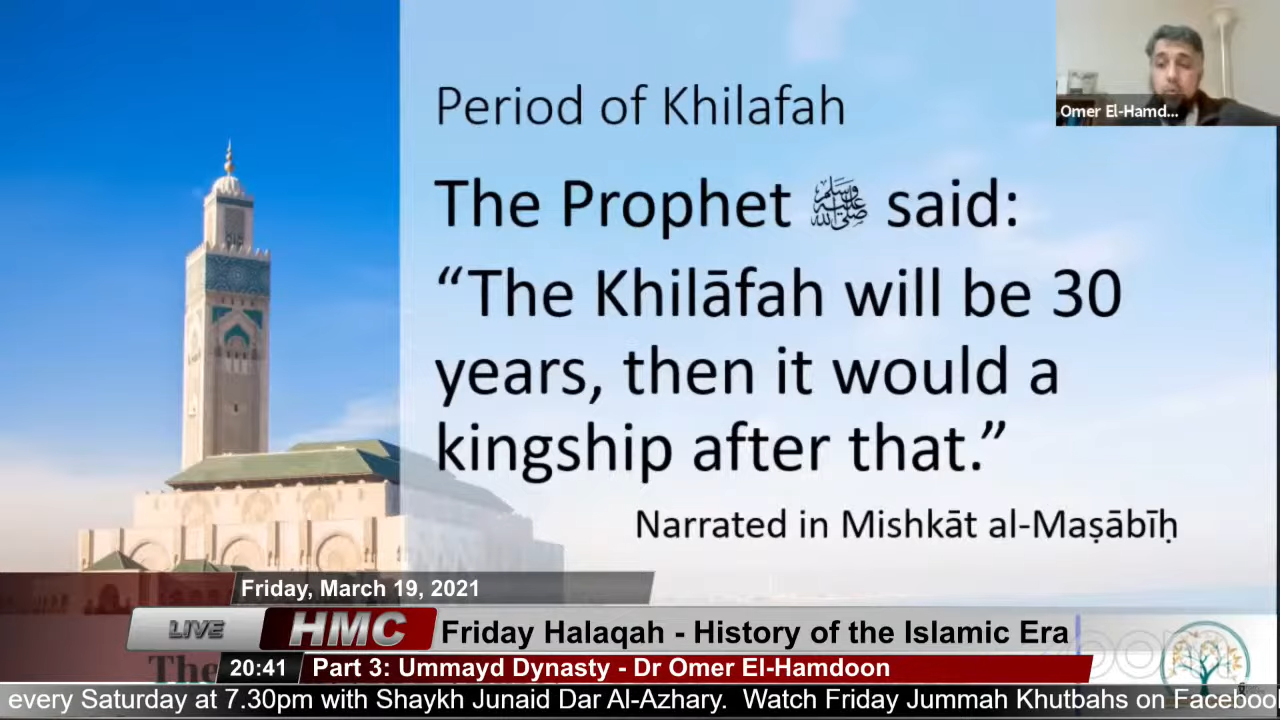 Period of Khilafah
Omer El-Hamd...
The Prophet ﷺ said:
“The Khilāfah will be 30
years, then it would a
kingship after that.”
Narrated in Mishkāt al-Maṣābīḥ
Friday, March 19, 2021
LIVE
HMC
Friday Halaqah - History of the Islamic Era
zoom
The
20:41
Part 3: Ummayd Dynasty - Dr Omer El-Hamdoon
every Saturday at 7.30pm with Shaykh Junaid Dar Al-Azhary. Watch Friday Jummah Khutbahs on Faceboo